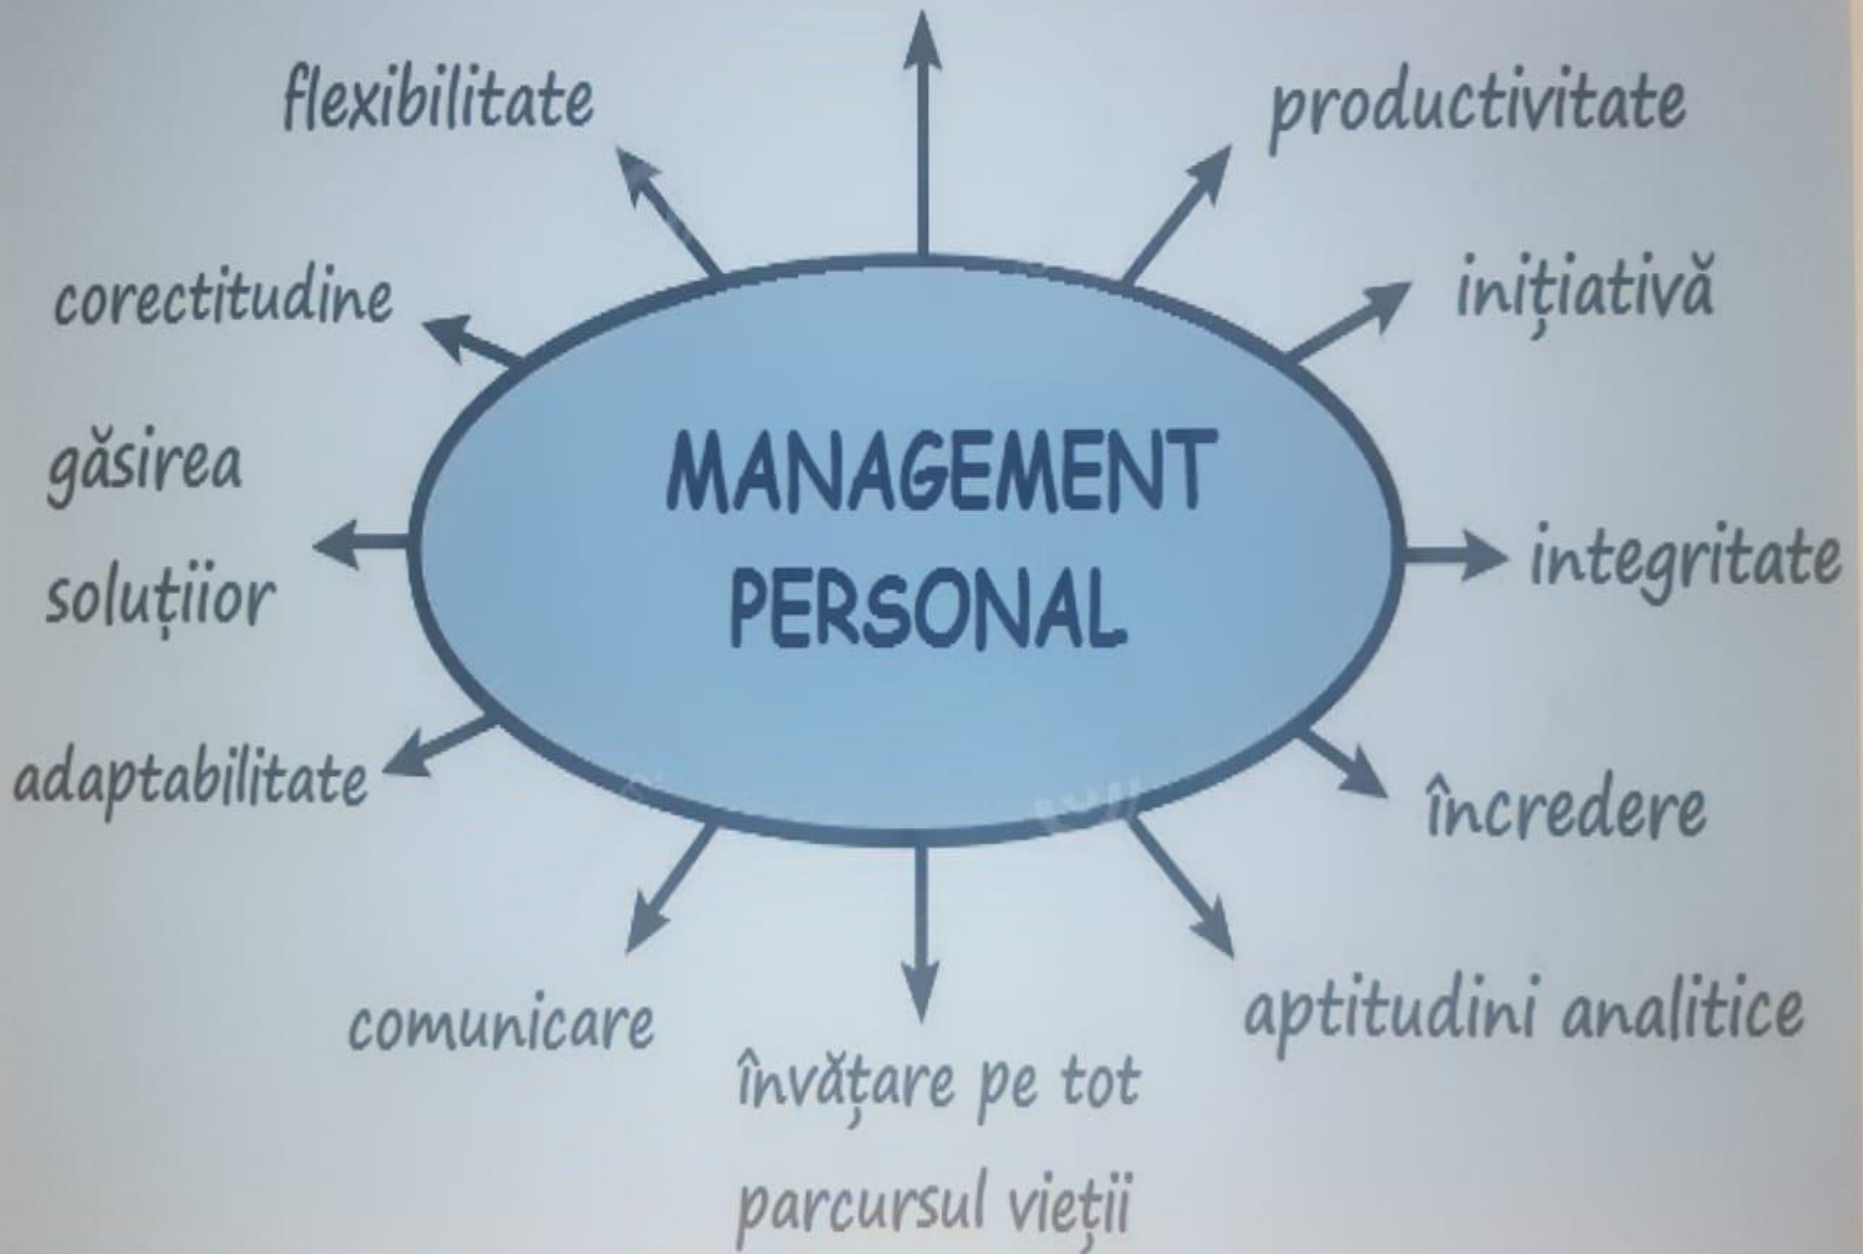 flexibilitate
productivitate
corectitudine
inițiativă
găsirea
soluțiior
MANAGEMENT
PERSONAL
integritate
adaptabilitate
încredere
comunicare
aptitudini analitice
învățare pe tot
parcursul vieții